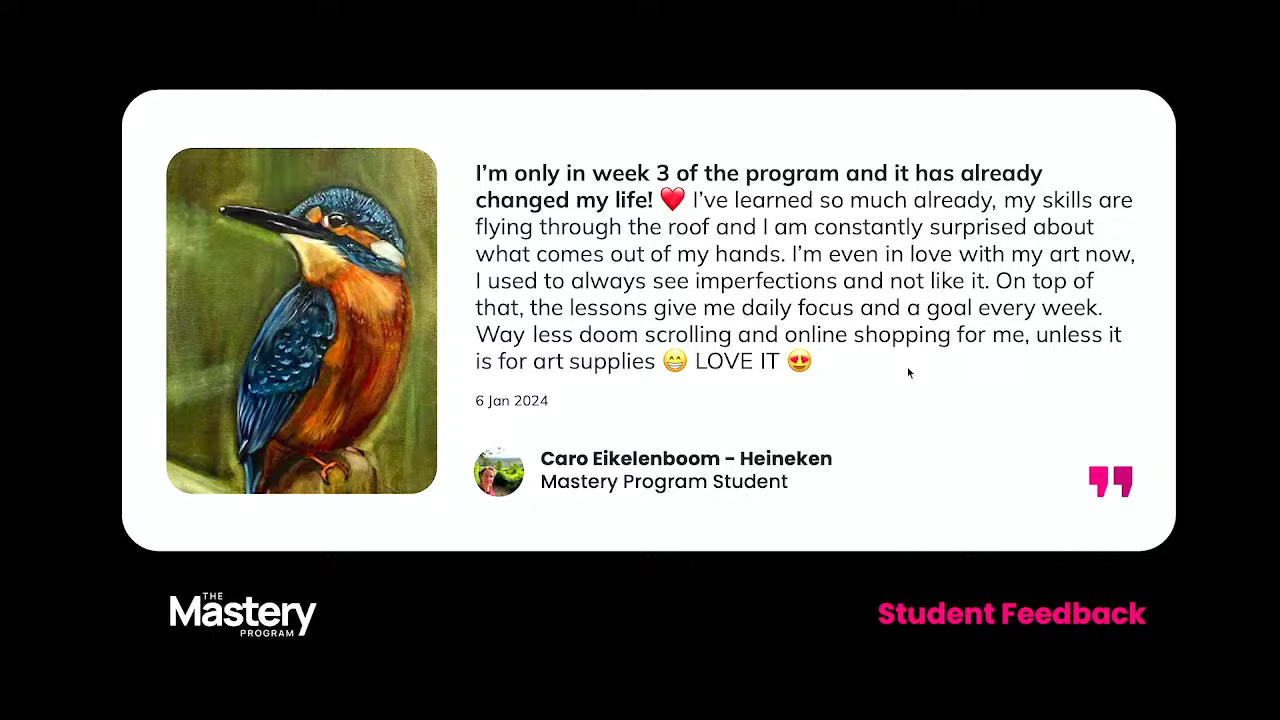 I’m only in week 3 of the program and it has already
changed my life! ❤️ I’ve learned so much already, my skills are
flying through the roof and I am constantly surprised about
what comes out of my hands. I’m even in love with my art now,
I used to always see imperfections and not like it. On top of
that, the lessons give me daily focus and a goal every week.
Way less doom scrolling and online shopping for me, unless it
is for art supplies 😁 LOVE IT 😍
6 Jan 2024
Caro Eikelenboom - Heineken
Mastery Program Student
THE
Mastery
PROGRAM
Student Feedback